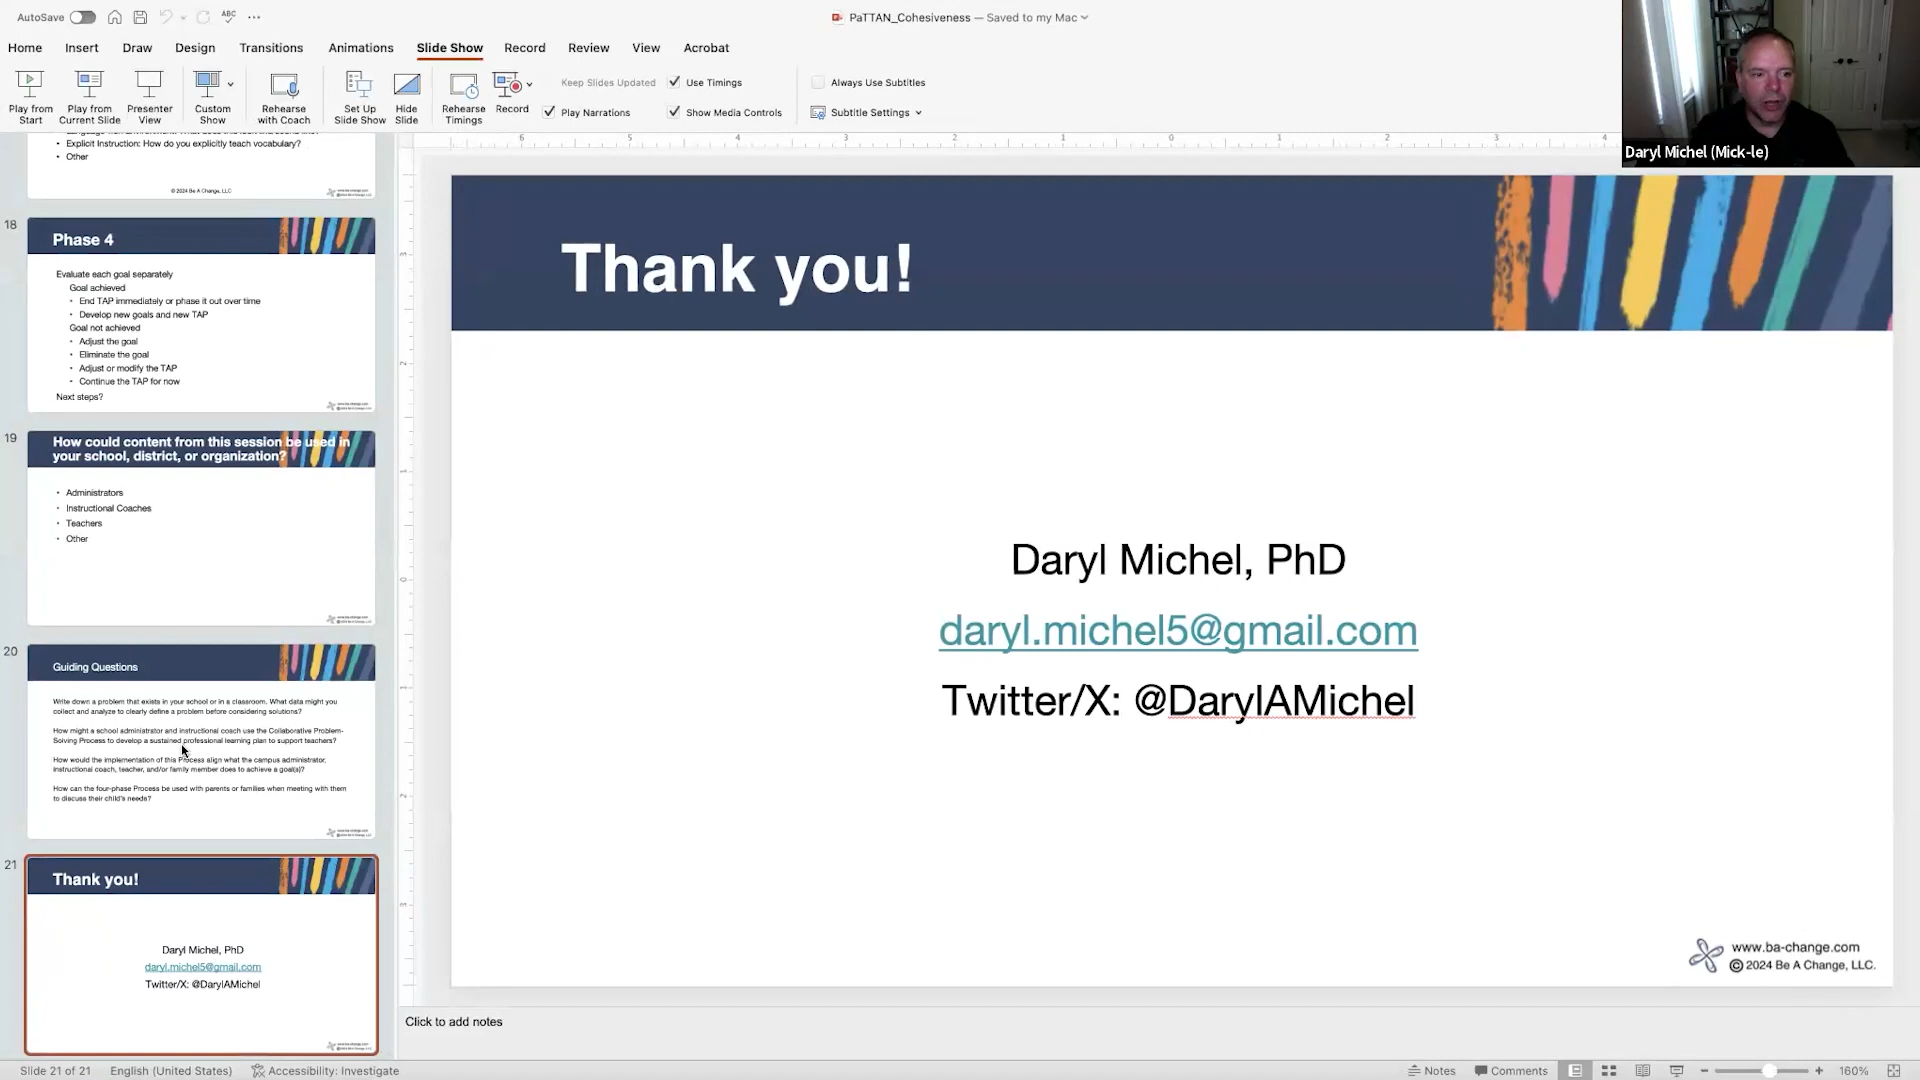 AutoSave
ABC
PaTTAN_Cohesiveness — Saved to my Mac
Home Insert Draw Design Transitions Animations Slide Show Record Review View Acrobat
Play from Start
Play from Current Slide
Presenter View
Custom Show
Rehearse with Coach
Set Up Slide Show
Hide Slide
Rehearse Timings
Record
Keep Slides Updated
Use Timings
Play Narrations
Show Media Controls
Always Use Subtitles
Subtitle Settings
Daryl Michel (Mick-le)
• Explicit Instruction: How do you explicitly teach vocabulary?
• Other
© 2024 Be A Change, LLC
18
Phase 4
Evaluate each goal separately
Goal achieved
• End TAP immediately or phase it out over time
• Develop new goals and new TAP
Goal not achieved
• Adjust the goal
• Eliminate the goal
• Adjust or modify the TAP
• Continue the TAP for now
Next steps?
19
How could content from this session be used in
your school, district, or organization?
• Administrators
• Instructional Coaches
• Teachers
• Other
20
Guiding Questions
Write down a problem that exists in your school or in a classroom. What data might you
collect and analyze to clearly define a problem before considering solutions?
How might a school administrator and instructional coach use the Collaborative Problem-
Solving Process to develop a sustained professional learning plan to support teachers?
How would the implementation of this Process align what the campus administrator,
instructional coach, teacher, and/or family member does to achieve a goal(s)?
How can the four-phase Process be used with parents or families when meeting with them
to discuss their child's needs?
21
Thank you!
Daryl Michel, PhD
daryl.michel5@gmail.com
Twitter/X: @DarylAMichel
Thank you!
Daryl Michel, PhD
daryl.michel5@gmail.com
Twitter/X: @DarylAMichel
www.ba-change.com
© 2024 Be A Change, LLC.
Click to add notes
Slide 21 of 21 English (United States) Accessibility: Investigate Notes Comments 160%